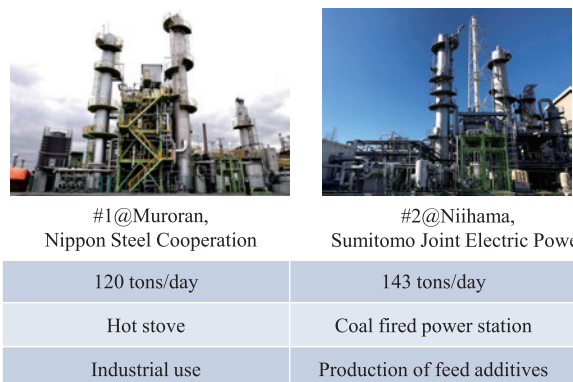 #1@Muroran,
Nippon Steel Cooperation
#2@Niihama,
Sumitomo Joint Electric Powe
120 tons/day
143 tons/day
Hot stove
Coal fired power station
Industrial use
Production of feed additives